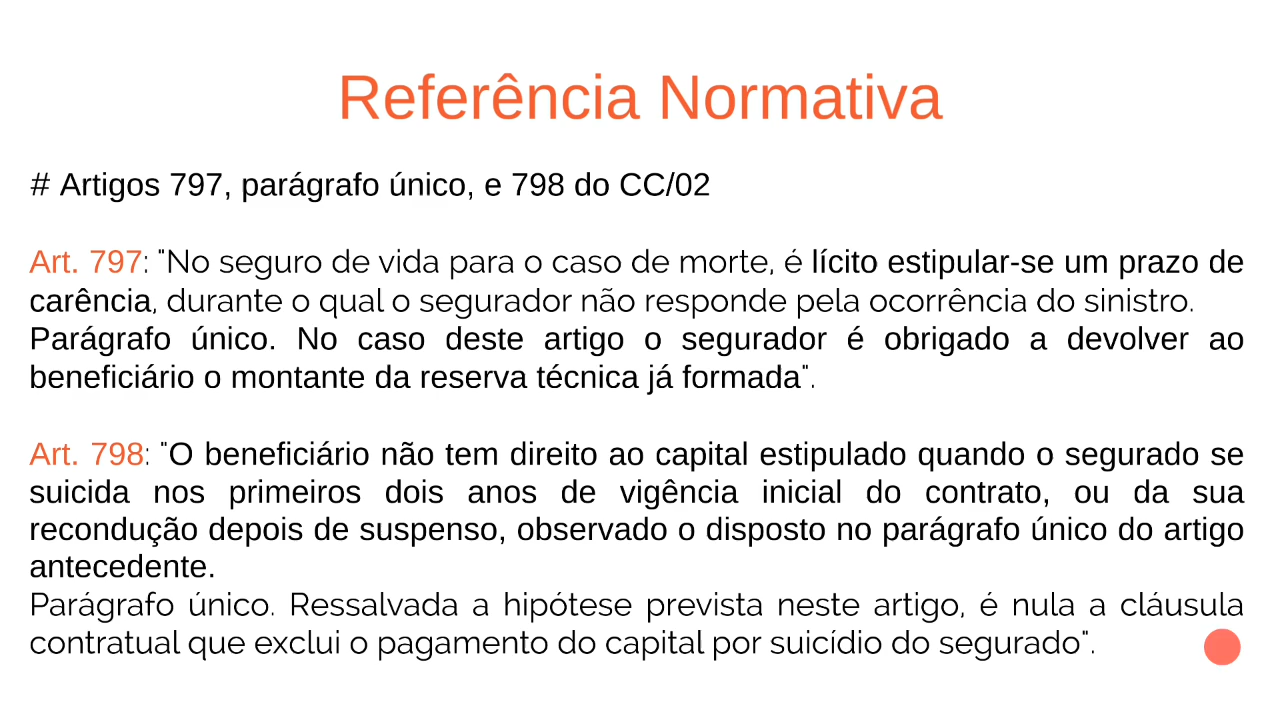 Referência Normativa
# Artigos 797, parágrafo único, e 798 do CC/02
Art. 797: "No seguro de vida para o caso de morte, é lícito estipular-se um prazo de
carência, durante o qual o segurador não responde pela ocorrência do sinistro.
Parágrafo único. No caso deste artigo o segurador é obrigado a devolver ao
beneficiário o montante da reserva técnica já formada".
Art. 798: "O beneficiário não tem direito ao capital estipulado quando o segurado se
suicida nos primeiros dois anos de vigência inicial do contrato, ou da sua
recondução depois de suspenso, observado o disposto no parágrafo único do artigo
antecedente.
Parágrafo único. Ressalvada a hipótese prevista neste artigo, é nula a cláusula
contratual que exclui o pagamento do capital por suicídio do segurado".